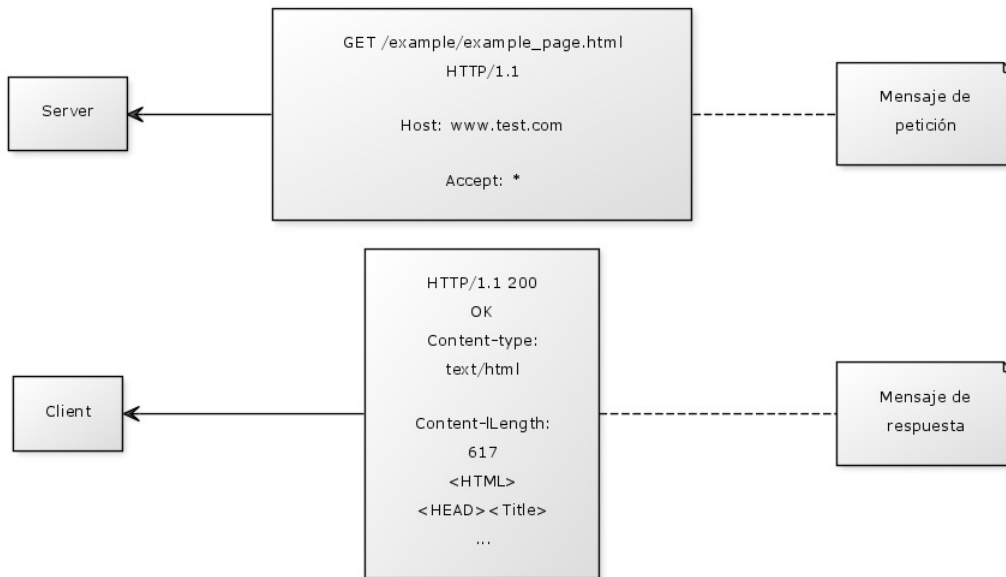 GET /example/example_page.html
HTTP/1.1
Host: www.test.com
Accept: *
Server
Mensaje de
petición
HTTP/1.1 200
OK
Content-type:
text/html
Content-lLength:
617
<HTML>
<HEAD><Title>
...
Client
Mensaje de
respuesta